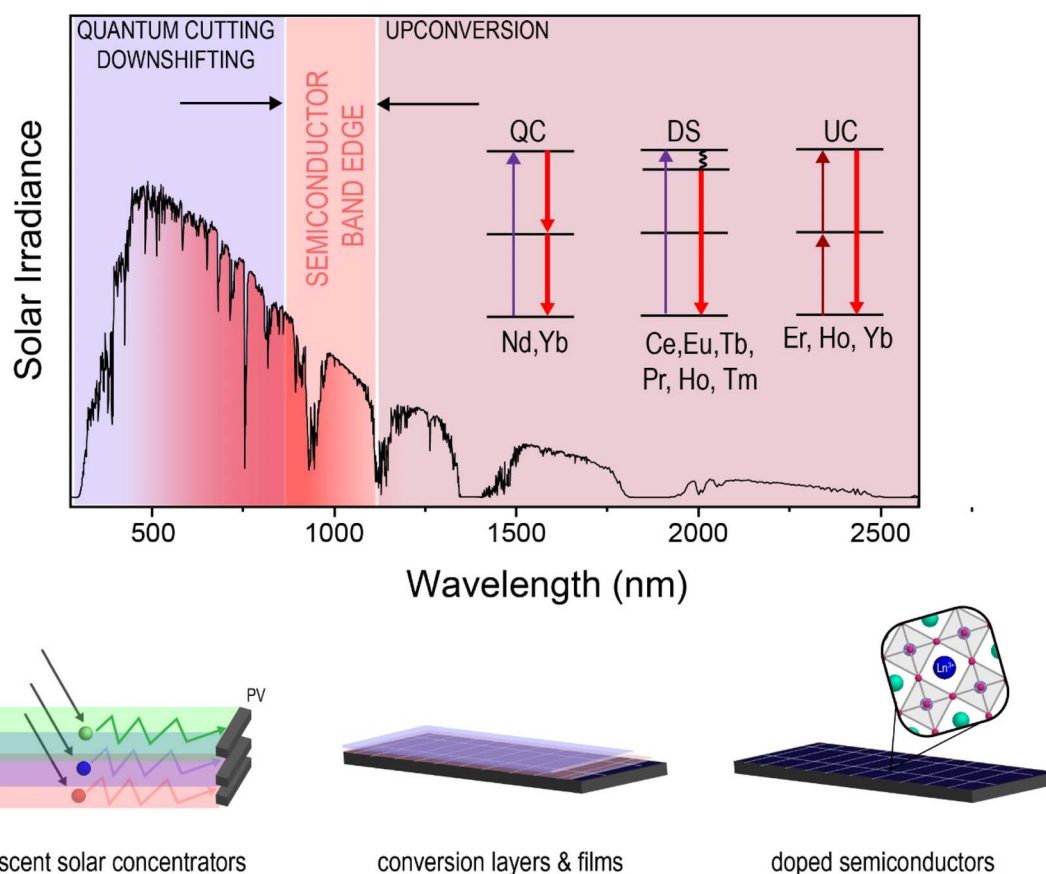 QUANTUM CUTTING
DOWNSHIFTING
UPCONVERSION
SEMICONDUCTOR
BAND EDGE
QC
DS
UC
Nd,Yb
Ce,Eu,Tb,
Pr, Ho, Tm
Er, Ho, Yb
Solar Irradiance
500
1000
1500
2000
2500
Wavelength (nm)
PV
Ln³⁺
scent solar concentrators
conversion layers & films
doped semiconductors